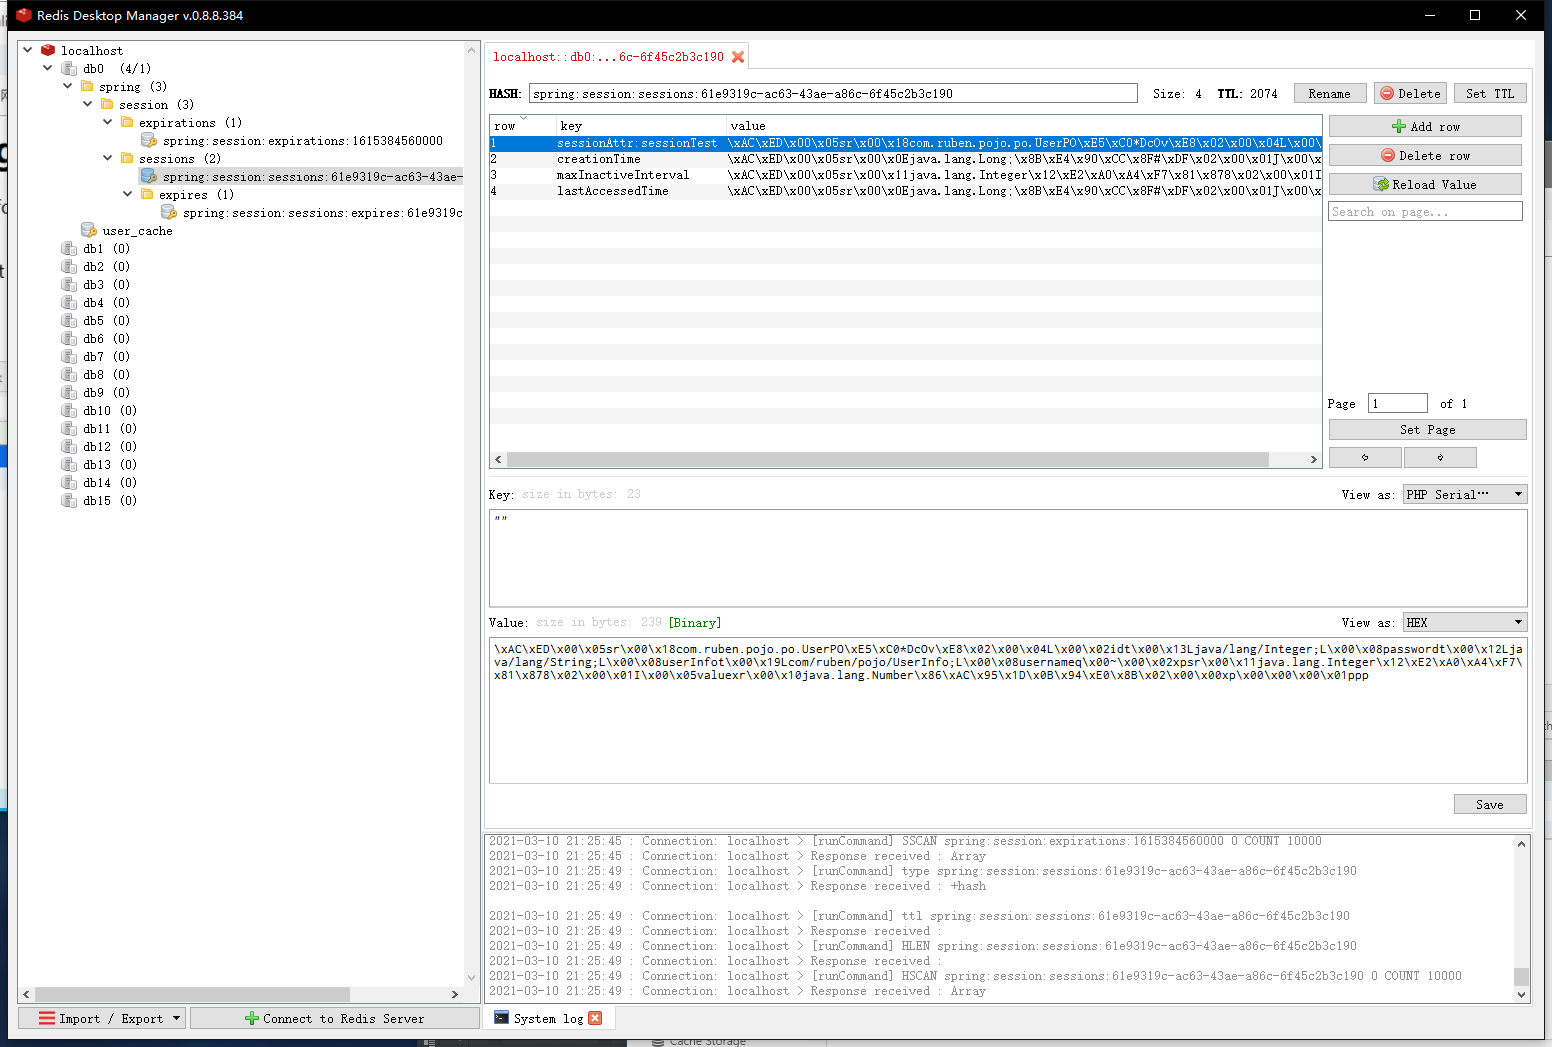 Redis Desktop Manager v.0.8.8.384
localhost
db0 (4/1)
spring (3)
session (3)
expirations (1)
spring:session:expirations:1615384560000
sessions (2)
spring:session:sessions:61e9319c-ac63-43ae-
expires (1)
spring:session:sessions:expires:61e9319c
user_cache
db1 (0)
db2 (0)
db3 (0)
db4 (0)
db5 (0)
db6 (0)
db7 (0)
db8 (0)
db9 (0)
db10 (0)
db11 (0)
db12 (0)
db13 (0)
db14 (0)
db15 (0)
Import / Export
Connect to Redis Server
localhost::db0:...6c-6f45c2b3c190
HASH: spring:session:sessions:61e9319c-ac63-43ae-a86c-6f45c2b3c190 Size: 4 TTL: 2074 Rename Delete Set TTL
row key value
1 sessionAttr:sessionTest \xAC\xED\x00\x05sr\x00\x18com.ruben.pojo.po.UserPO\xE5\xC0*DcOv\xE8\x02\x00\x04L\x00\
2 creationTime \xAC\xED\x00\x05sr\x00\x0Ejava.lang.Long;\x8B\xE4\x90\xCC\x8F#\xDF\x02\x00\x01J\x00\x
3 maxInactiveInterval \xAC\xED\x00\x05sr\x00\x11java.lang.Integer\x12\xE2\xA0\xA4\xF7\x81\x878\x02\x00\x01I
4 lastAccessedTime \xAC\xED\x00\x05sr\x00\x0Ejava.lang.Long;\x8B\xE4\x90\xCC\x8F#\xDF\x02\x00\x01J\x00\x
Add row
Delete row
Reload Value
Search on page...
Page 1 of 1
Set Page
Key: size in bytes: 23 View as: PHP Serial···
""
Value: size in bytes: 239 [Binary] View as: HEX
\xAC\xED\x00\x05sr\x00\x18com.ruben.pojo.po.UserPO\xE5\xC0*DcOv\xE8\x02\x00\x04L\x00\x02idt\x00\x13Ljava/lang/Integer;L\x00\x08passwordt\x00\x12Lja
va/lang/String;L\x00\x08userInfot\x00\x19Lcom/ruben/pojo/UserInfo;L\x00\x08usernameq\x00~\x00\x02xpsr\x00\x11java.lang.Integer\x12\xE2\xA0\xA4\xF7\
x81\x878\x02\x00\x01I\x00\x05valuexr\x00\x10java.lang.Number\x86\xAC\x95\x1D\x0B\x94\xE0\x8B\x02\x00\x00xp\x00\x00\x00\x01ppp
Save
2021-03-10 21:25:45 : Connection: localhost > [runCommand] SSCAN spring:session:expirations:1615384560000 0 COUNT 10000
2021-03-10 21:25:45 : Connection: localhost > Response received : Array
2021-03-10 21:25:49 : Connection: localhost > [runCommand] type spring:session:sessions:61e9319c-ac63-43ae-a86c-6f45c2b3c190
2021-03-10 21:25:49 : Connection: localhost > Response received : +hash
2021-03-10 21:25:49 : Connection: localhost > [runCommand] ttl spring:session:sessions:61e9319c-ac63-43ae-a86c-6f45c2b3c190
2021-03-10 21:25:49 : Connection: localhost > Response received :
2021-03-10 21:25:49 : Connection: localhost > [runCommand] HLEN spring:session:sessions:61e9319c-ac63-43ae-a86c-6f45c2b3c190
2021-03-10 21:25:49 : Connection: localhost > Response received :
2021-03-10 21:25:49 : Connection: localhost > [runCommand] HSCAN spring:session:sessions:61e9319c-ac63-43ae-a86c-6f45c2b3c190 0 COUNT 10000
2021-03-10 21:25:49 : Connection: localhost > Response received : Array
System log
Cache Storage